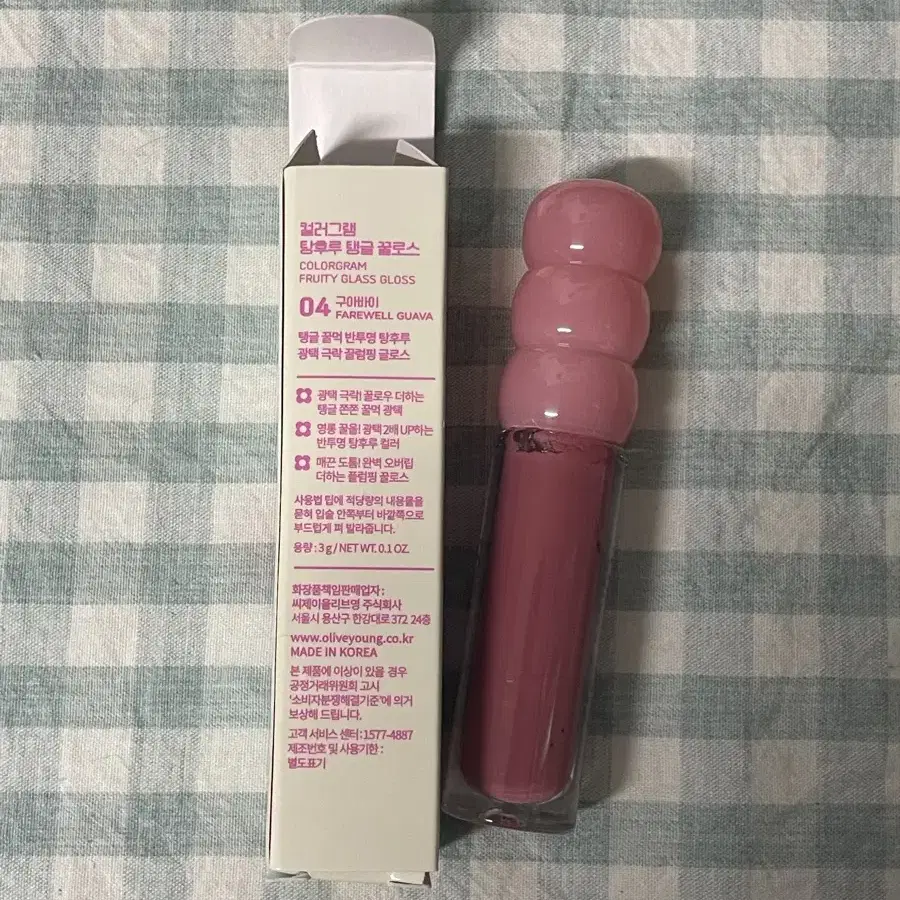 컬러그램
탕후루 탱글 꿀로스
COLORGRAM
FRUITY GLASS GLOSS
04 구아바이
FAREWELL GUAVA
탱글 꿀먹 반투명 탕후루
광택 극락 끌럼핑 글로스
광택 극락! 꿀로우 더하는
탱글 쫀쫀 꿀먹 광택
영롱 꿀올! 광택 2배 UP하는
반투명 탕후루 컬러
매끈 도톰! 완벽 오버립
더하는 플럼핑 꿀로스
사용법 팁에 적당량의 내용물을
묻혀 입술 안쪽부터 바깥쪽으로
부드럽게 펴 발라줍니다.
용량 : 3 g / NET WT. 0.1 OZ.
화장품책임판매업자 :
씨제이올리브영 주식회사
서울시 용산구 한강대로 372 24층
www.oliveyoung.co.kr
MADE IN KOREA
본 제품에 이상이 있을 경우
공정거래위원회 고시
'소비자분쟁해결기준'에 의거
보상해 드립니다.
고객 서비스 센터 : 1577-4887
제조번호 및 사용기한 :
별도표기